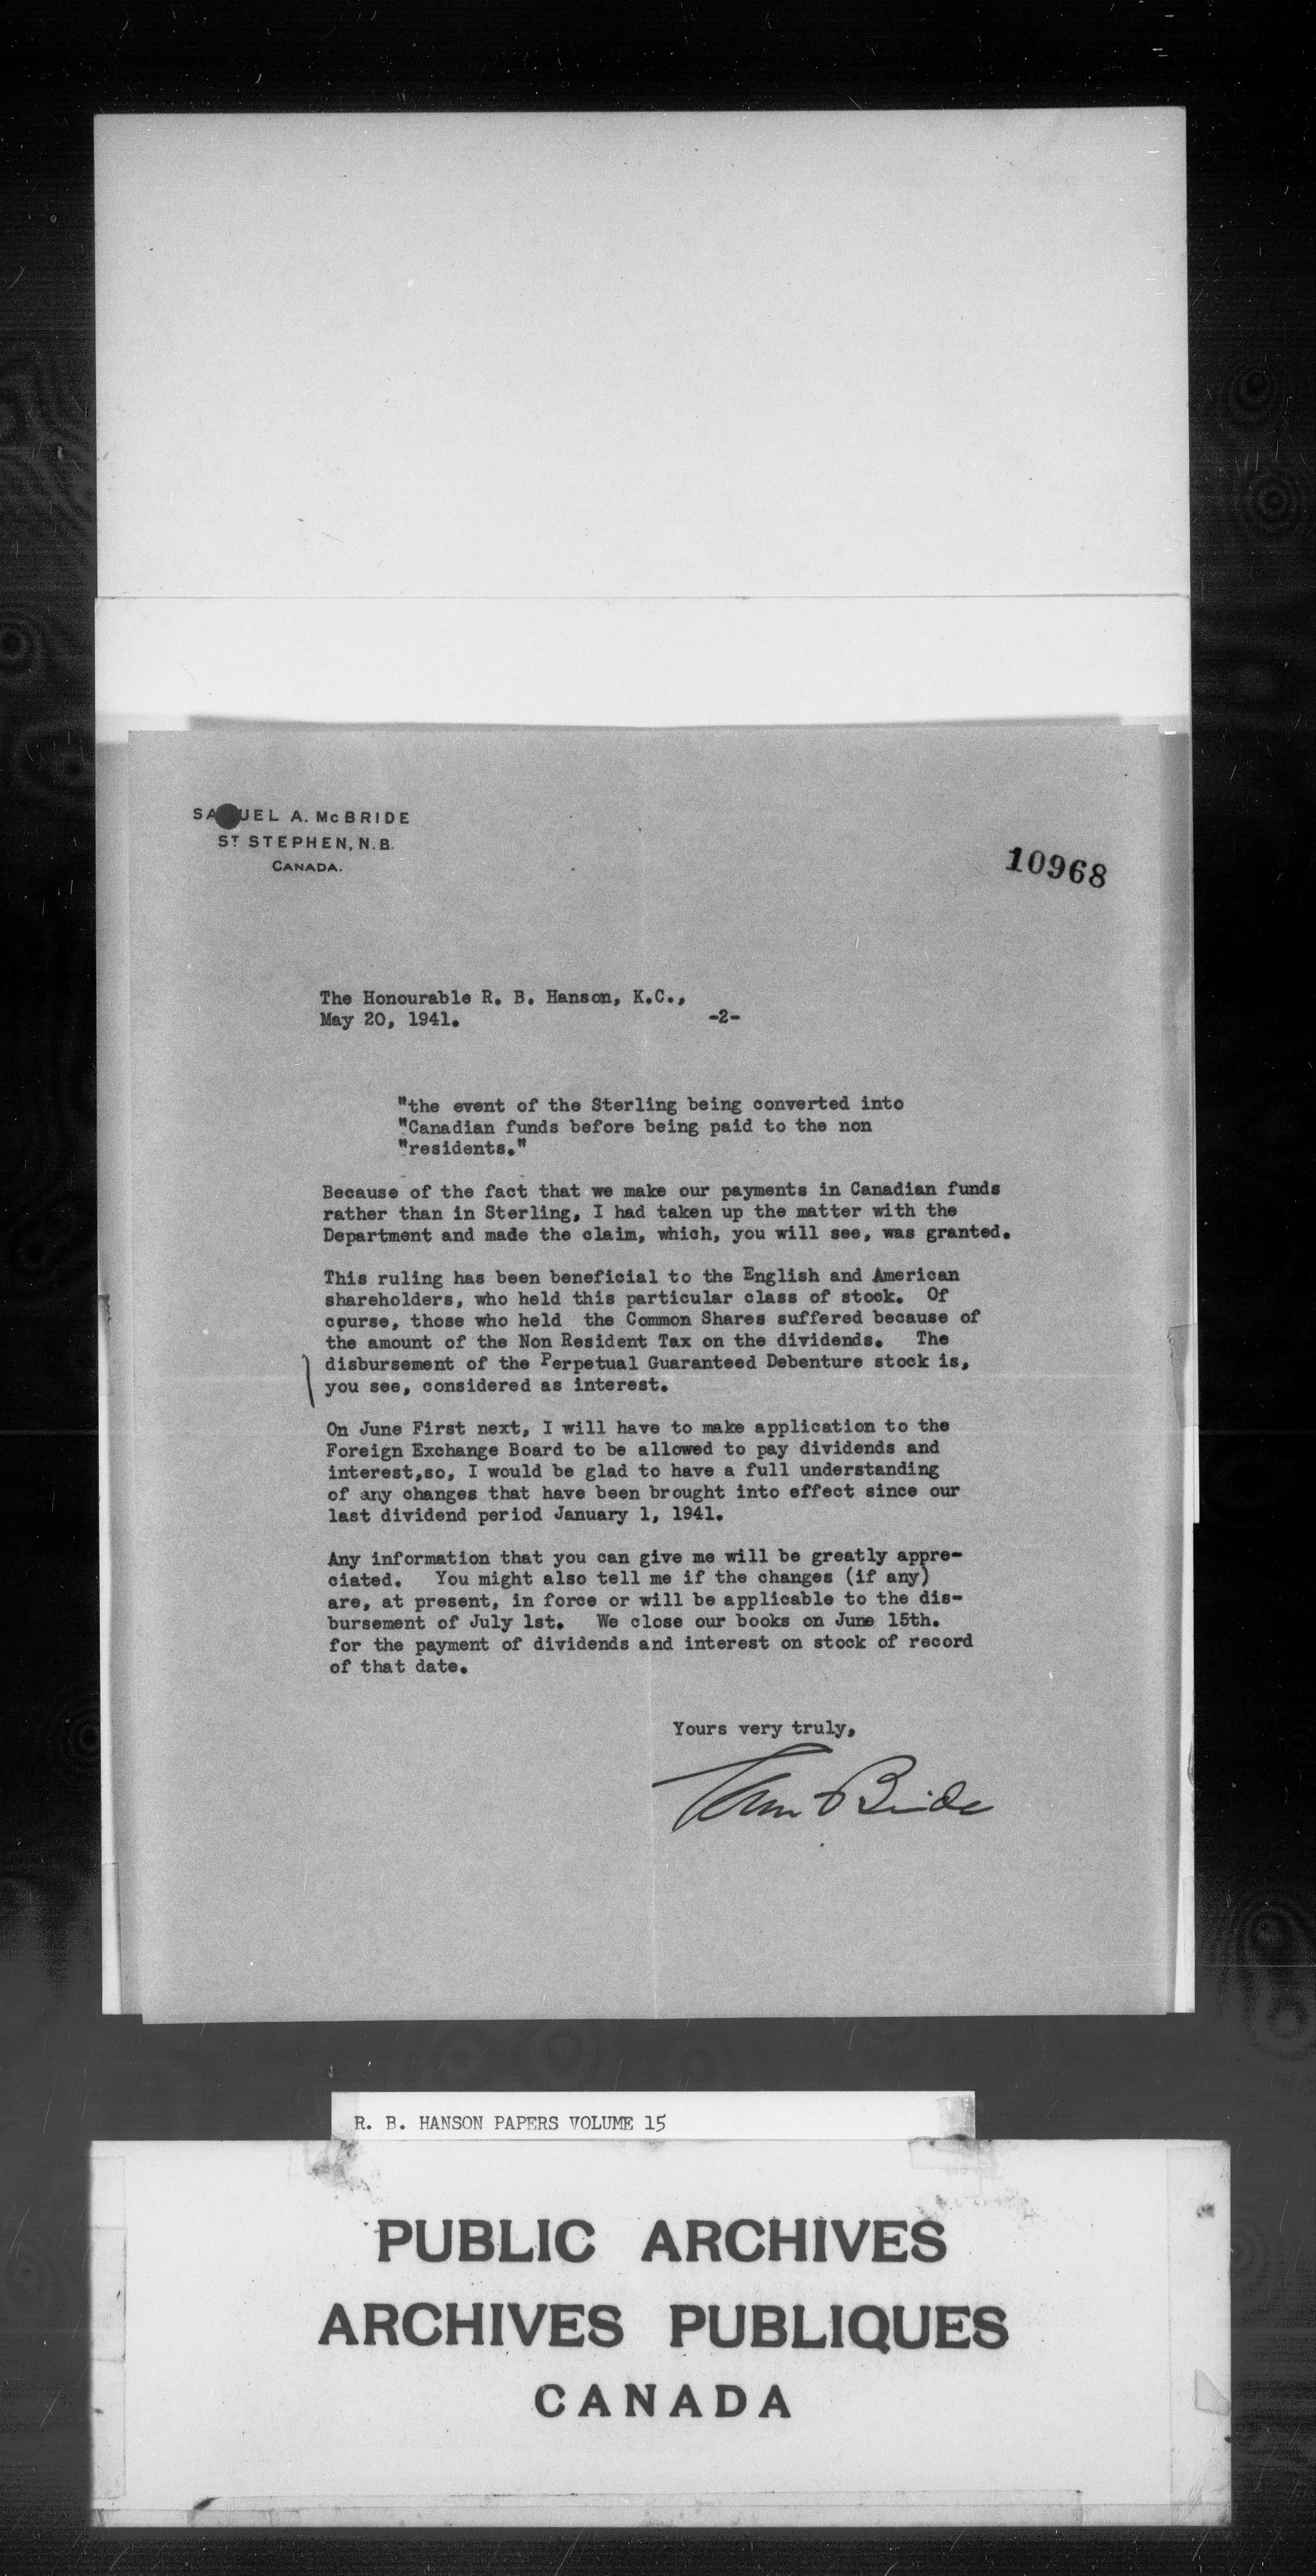 SAMUEL A. McBRIDE
ST STEPHEN, N.B.
CANADA.
10968
The Honourable R. B. Hanson, K.C.,
May 20, 1941. -2-
"the event of the Sterling being converted into
"Canadian funds before being paid to the non
"residents."
Because of the fact that we make our payments in Canadian funds
rather than in Sterling, I had taken up the matter with the
Department and made the claim, which, you will see, was granted.
This ruling has been beneficial to the English and American
shareholders, who held this particular class of stock. Of
course, those who held the Common Shares suffered because of
the amount of the Non Resident Tax on the dividends. The
disbursement of the Perpetual Guaranteed Debenture stock is,
you see, considered as interest.
On June First next, I will have to make application to the
Foreign Exchange Board to be allowed to pay dividends and
interest,so, I would be glad to have a full understanding
of any changes that have been brought into effect since our
last dividend period January 1, 1941.
Any information that you can give me will be greatly appre-
ciated. You might also tell me if the changes (if any)
are, at present, in force or will be applicable to the dis-
bursement of July 1st. We close our books on June 15th.
for the payment of dividends and interest on stock of record
of that date.
Yours very truly,
R. B. HANSON PAPERS VOLUME 15
PUBLIC ARCHIVES
ARCHIVES PUBLIQUES
CANADA